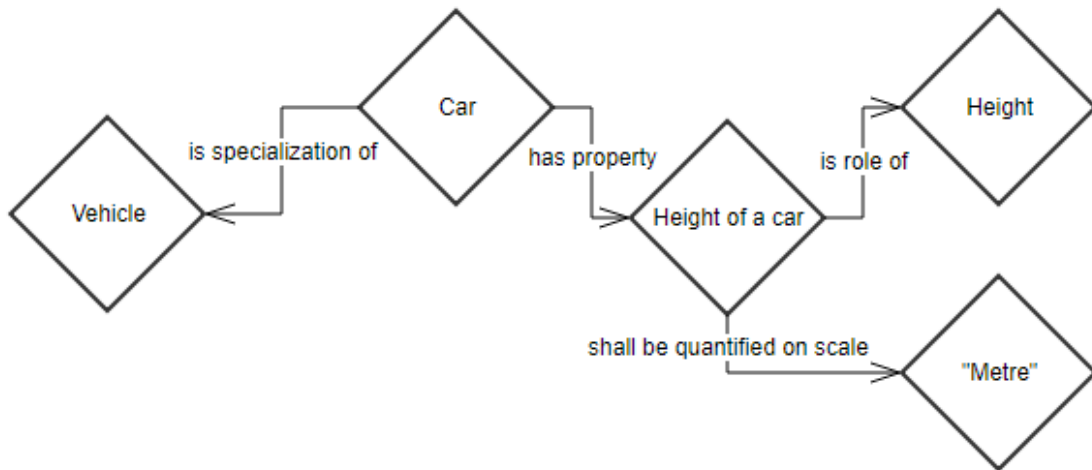 Car
Height
is specialization of
has property
is role of
Vehicle
Height of a car
shall be quantified on scale
"Metre"